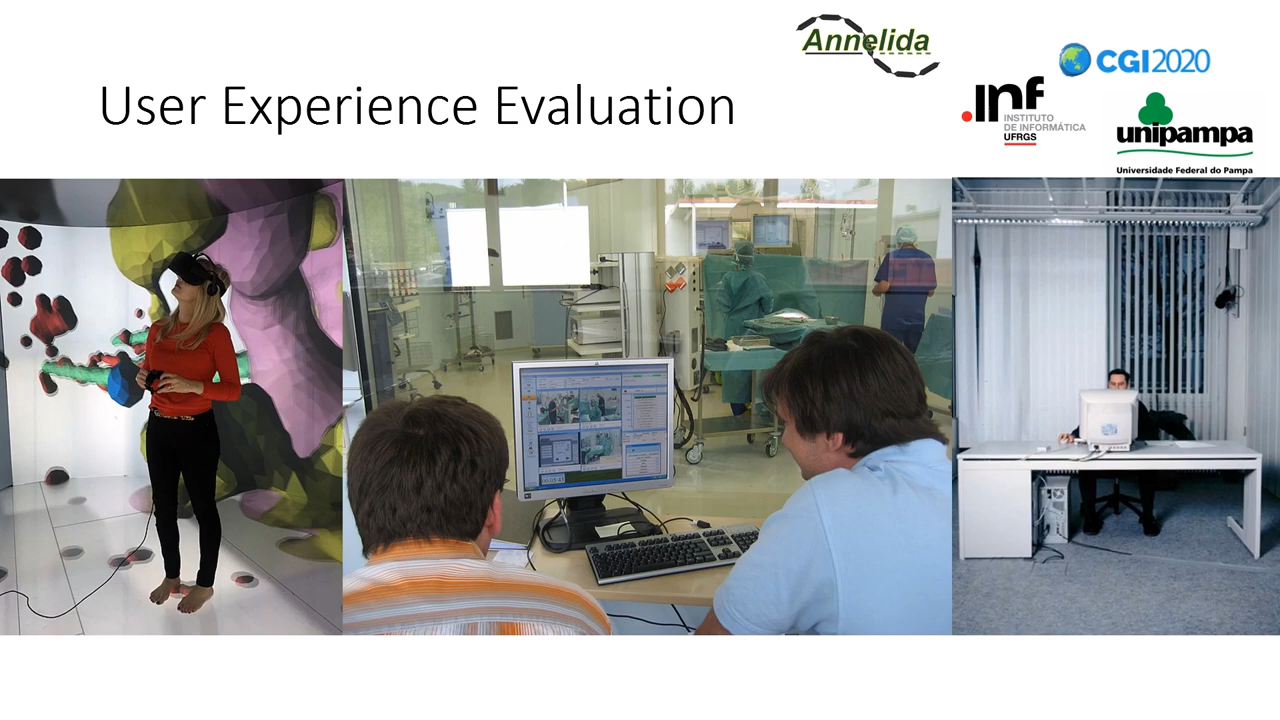 Annelida
CGI2020
User Experience Evaluation
.inf
INSTITUTO
DE INFORMÁTICA
UFRGS
unipampa
Universidade Federal do Pampa